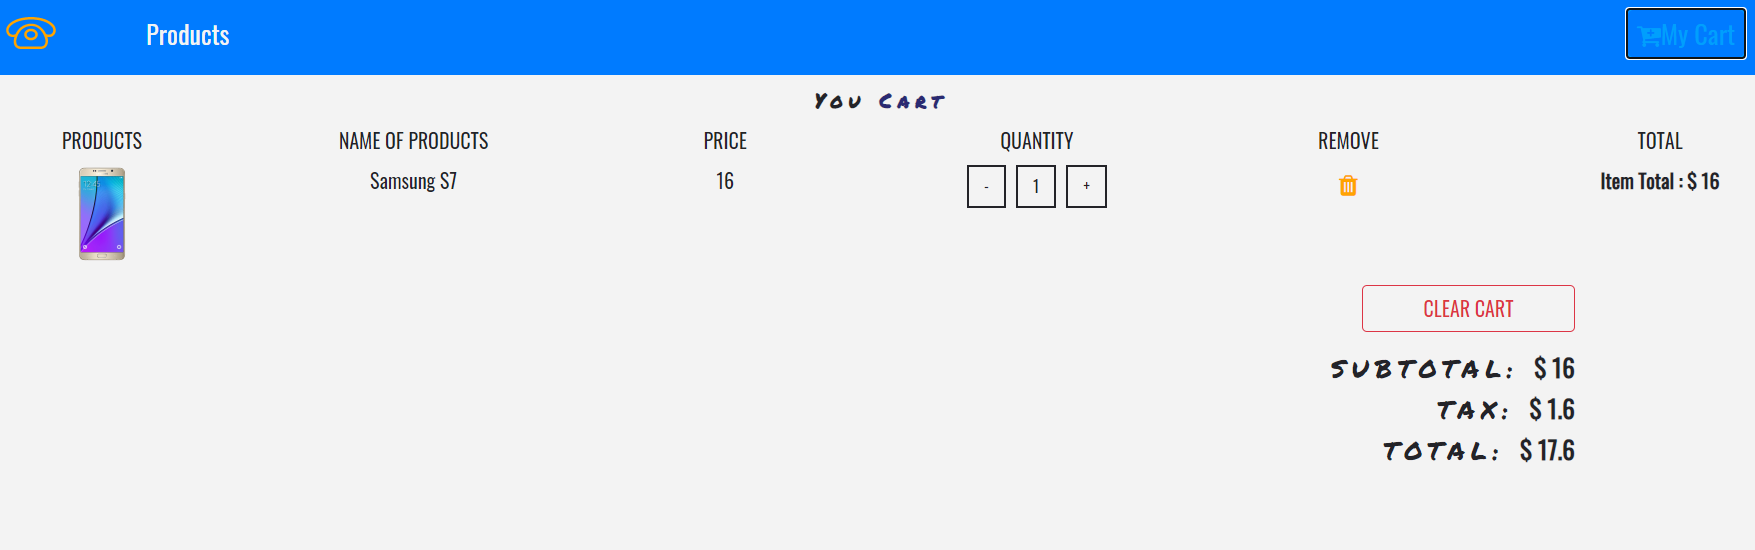 Products
My Cart
You Cart
PRODUCTS NAME OF PRODUCTS PRICE QUANTITY REMOVE TOTAL
Samsung S7 16 - 1 + Item Total : $ 16
CLEAR CART
SUBTOTAL: $ 16
TAX: $ 1.6
TOTAL: $ 17.6